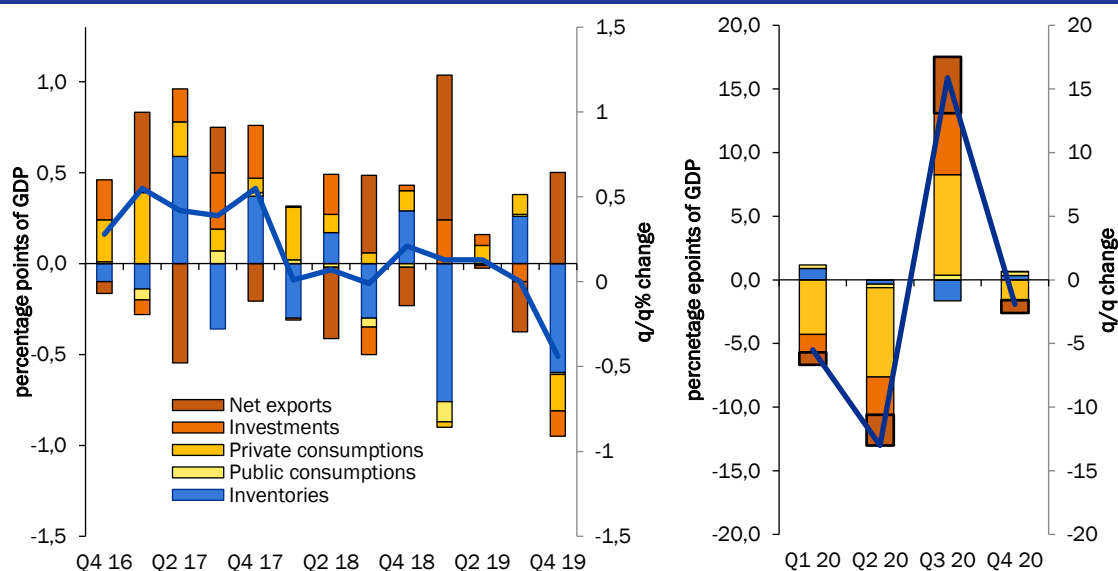 percentage epoints of GDP
1,0
0,5
0,0
-0,5
-1,0
-1,5
1,5
1
0,5
0
-0,5
-1
-1,5
q/q% change
Net exports
Investments
Private consumptions
Public consumptions
Inventories
Q4 16 Q2 17 Q4 17 Q2 18 Q4 18 Q2 19 Q4 19
percnetage epoints of GDP
20,0
15,0
10,0
5,0
0,0
-5,0
-10,0
-15,0
-20,0
20
15
10
5
0
-5
-10
-15
-20
q/q change
Q1 20 Q2 20 Q3 20 Q4 20